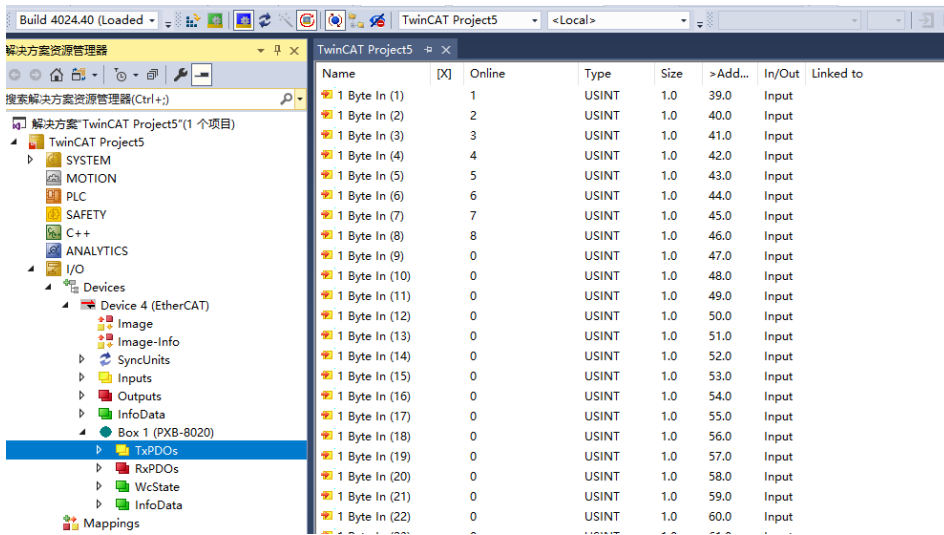 Build 4024.40 (Loaded TwinCAT Project5 <Local>
解决方案资源管理器 TwinCAT Project5
搜索解决方案资源管理器(Ctrl+;)
解决方案"TwinCAT Project5"(1 个项目)
TwinCAT Project5
SYSTEM
MOTION
PLC
SAFETY
C++
ANALYTICS
I/O
Devices
Device 4 (EtherCAT)
Image
Image-Info
SyncUnits
Inputs
Outputs
InfoData
Box 1 (PXB-8020)
TxPDOs
RxPDOs
WcState
InfoData
Mappings
Name [X] Online Type Size >Add... In/Out Linked to
1 Byte In (1) 1 USINT 1.0 39.0 Input
1 Byte In (2) 2 USINT 1.0 40.0 Input
1 Byte In (3) 3 USINT 1.0 41.0 Input
1 Byte In (4) 4 USINT 1.0 42.0 Input
1 Byte In (5) 5 USINT 1.0 43.0 Input
1 Byte In (6) 6 USINT 1.0 44.0 Input
1 Byte In (7) 7 USINT 1.0 45.0 Input
1 Byte In (8) 8 USINT 1.0 46.0 Input
1 Byte In (9) 0 USINT 1.0 47.0 Input
1 Byte In (10) 0 USINT 1.0 48.0 Input
1 Byte In (11) 0 USINT 1.0 49.0 Input
1 Byte In (12) 0 USINT 1.0 50.0 Input
1 Byte In (13) 0 USINT 1.0 51.0 Input
1 Byte In (14) 0 USINT 1.0 52.0 Input
1 Byte In (15) 0 USINT 1.0 53.0 Input
1 Byte In (16) 0 USINT 1.0 54.0 Input
1 Byte In (17) 0 USINT 1.0 55.0 Input
1 Byte In (18) 0 USINT 1.0 56.0 Input
1 Byte In (19) 0 USINT 1.0 57.0 Input
1 Byte In (20) 0 USINT 1.0 58.0 Input
1 Byte In (21) 0 USINT 1.0 59.0 Input
1 Byte In (22) 0 USINT 1.0 60.0 Input